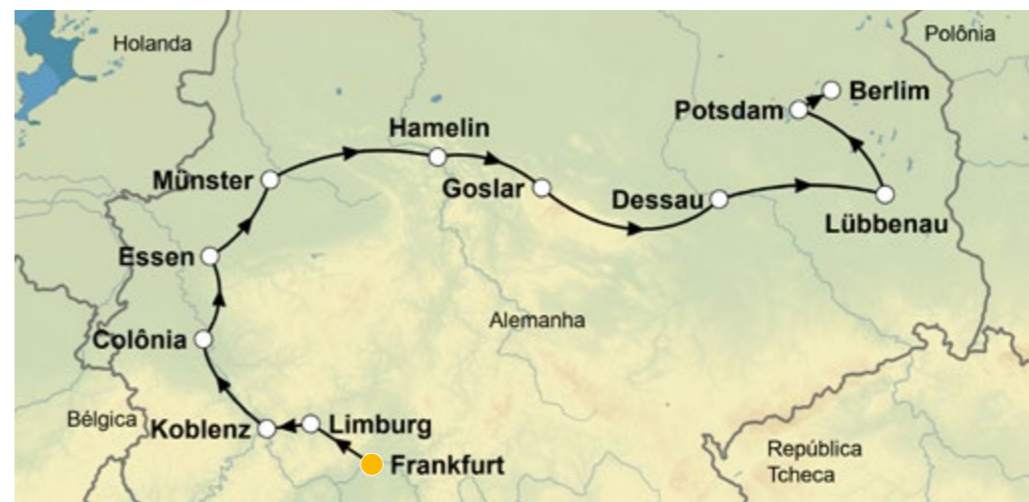 Holanda
Polônia
Berlim
Potsdam
Hamelin
Münster
Goslar
Dessau
Lübbenau
Essen
Alemanha
Colônia
Bélgica
Koblenz
Limburg
República
Tcheca
Frankfurt